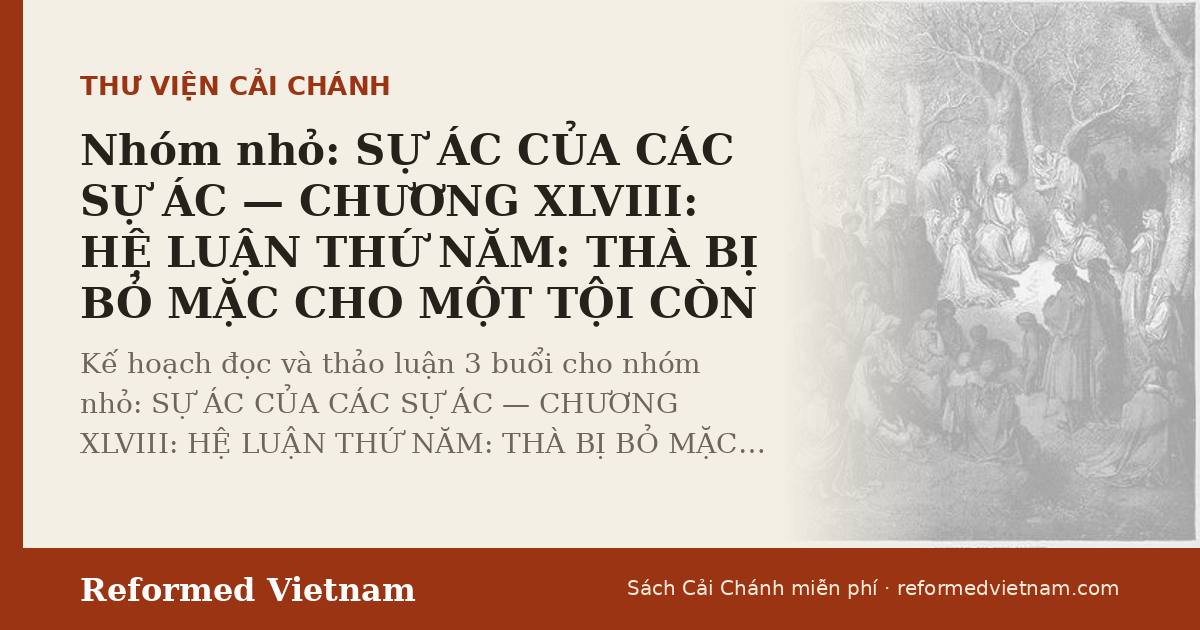 THƯ VIỆN CẢI CHÁNH
Nhóm nhỏ: SỰ ÁC CỦA CÁC
SỰ ÁC — CHƯƠNG XLVIII:
HỆ LUẬN THỨ NĂM: THÀ BỊ
BỎ MẶC CHO MỘT TỘI CÒN
Kế hoạch đọc và thảo luận 3 buổi cho nhóm
nhỏ: SỰ ÁC CỦA CÁC SỰ ÁC — CHƯƠNG
XLVIII: HỆ LUẬN THỨ NĂM: THÀ BỊ BỎ MẶC...
Reformed Vietnam
Sách Cải Chánh miễn phí · reformedvietnam.com